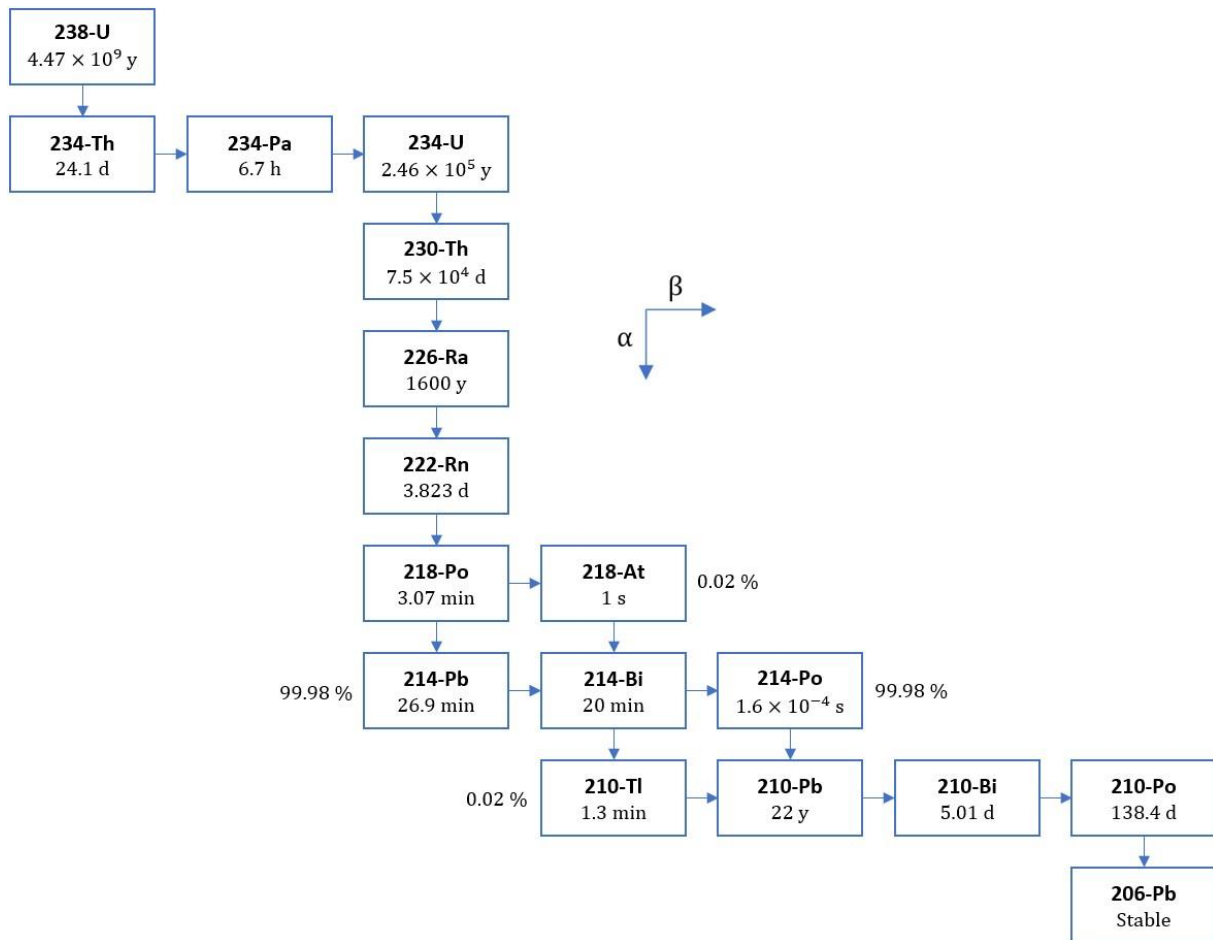 238-U
4.47 × 10⁹ y
234-Th
24.1 d
234-Pa
6.7 h
234-U
2.46 × 10⁵ y
230-Th
7.5 × 10⁴ d
β
α
226-Ra
1600 y
222-Rn
3.823 d
218-Po
3.07 min
218-At
1 s
0.02 %
99.98 %
214-Pb
26.9 min
214-Bi
20 min
214-Po
1.6 × 10⁻⁴ s
99.98 %
0.02 %
210-Tl
1.3 min
210-Pb
22 y
210-Bi
5.01 d
210-Po
138.4 d
206-Pb
Stable